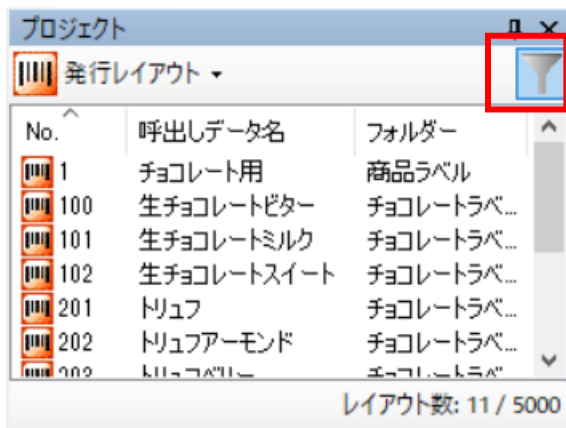 プロジェクト
発行レイアウト
No. 呼出しデータ名 フォルダー
1 チョコレート用 商品ラベル
100 生チョコレートビター チョコレートラベ...
101 生チョコレートミルク チョコレートラベ...
102 生チョコレートスイート チョコレートラベ...
201 トリュフ チョコレートラベ...
202 トリュフアーモンド チョコレートラベ...
レイアウト数: 11 / 5000